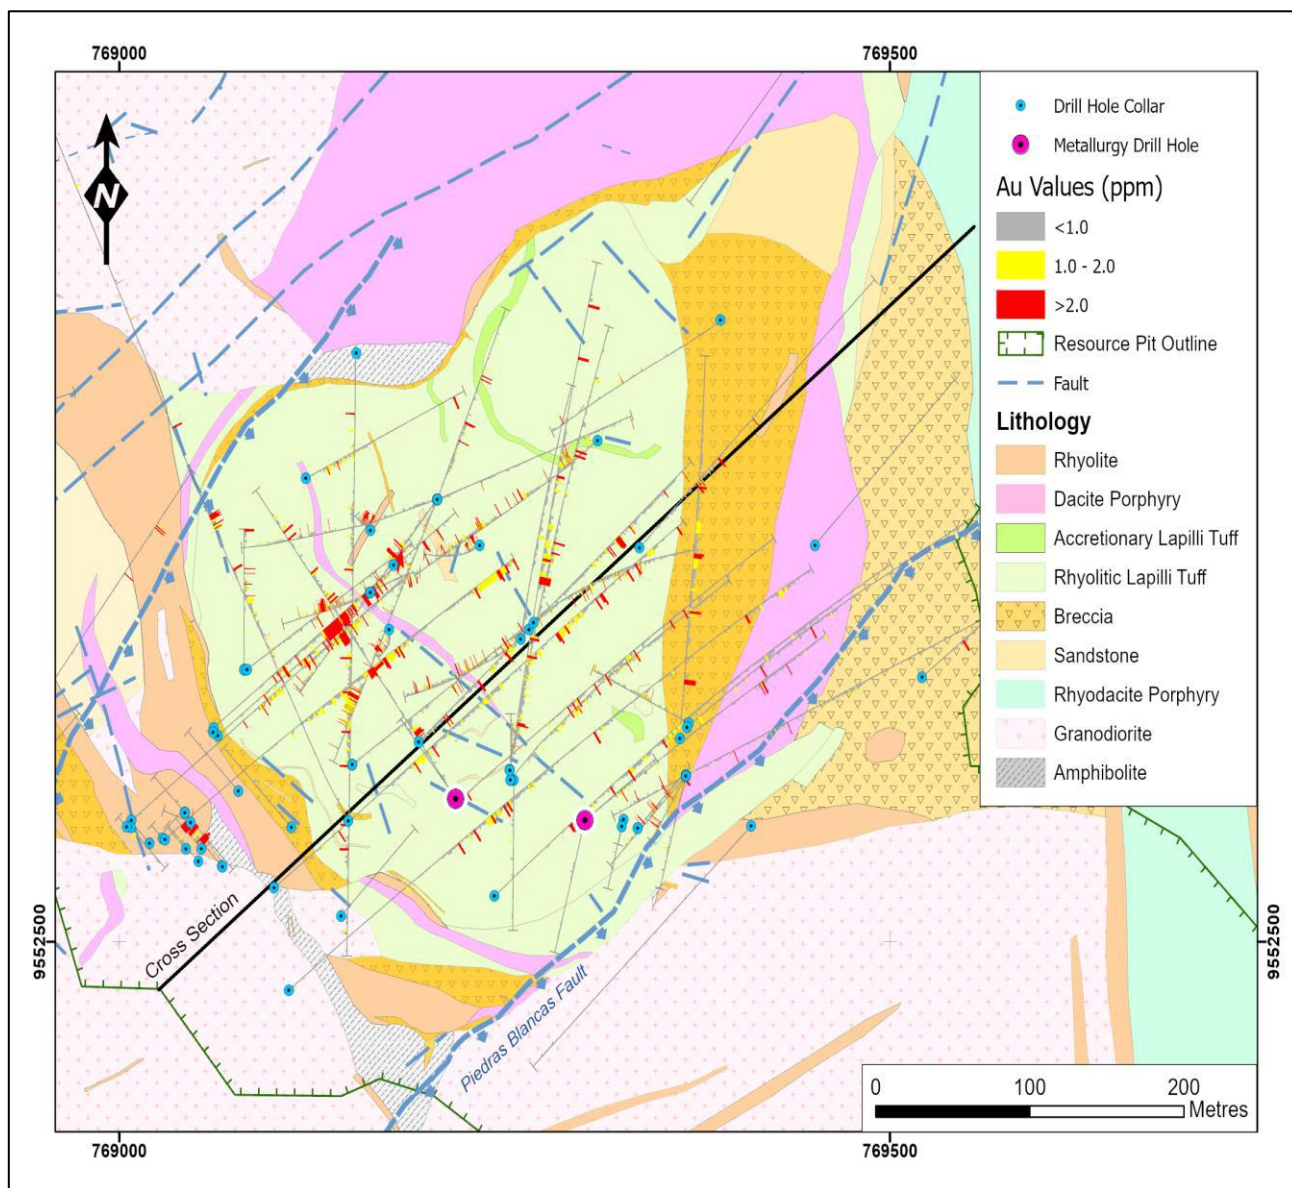 769000
769500
N
Drill Hole Collar
Metallurgy Drill Hole
Au Values (ppm)
<1.0
1.0 - 2.0
>2.0
Resource Pit Outline
Fault
Lithology
Rhyolite
Dacite Porphyry
Accretionary Lapilli Tuff
Rhyolitic Lapilli Tuff
Breccia
Sandstone
Rhyodacite Porphyry
Granodiorite
Amphibolite
9552500
Cross Section
Piedras Blancas Fault
9552500
0 100 200
Metres
769000
769500